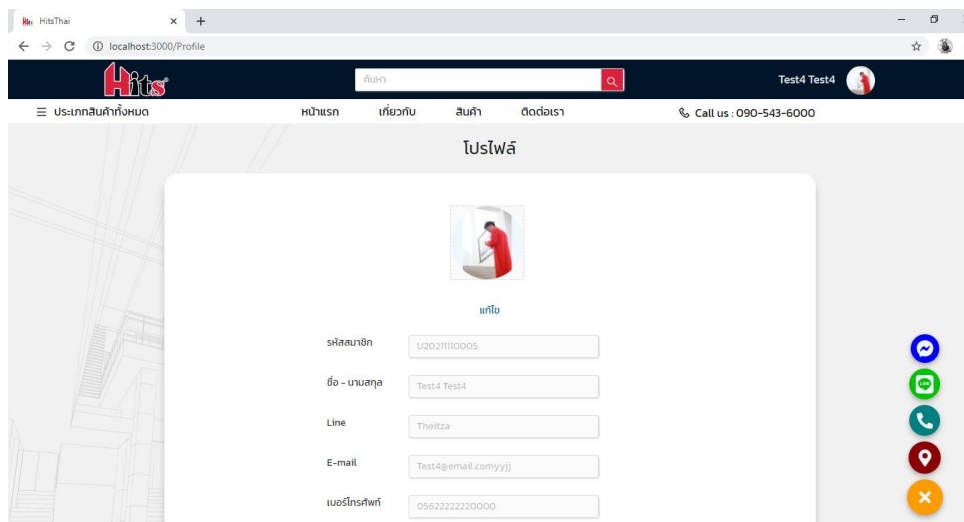 HitsThai
localhost:3000/Profile
Hits
ค้นหา
Test4 Test4
ประเภทสินค้าทั้งหมด หน้าแรก เกี่ยวกับ สินค้า ติดต่อเรา Call us : 090-543-6000
โปรไฟล์
แก้ไข
รหัสสมาชิก U20211110005
ชื่อ - นามสกุล Test4 Test4
Line Theitza
E-mail Test4@email.comyyjj
เบอร์โทรศัพท์ 05622222220000
LINE